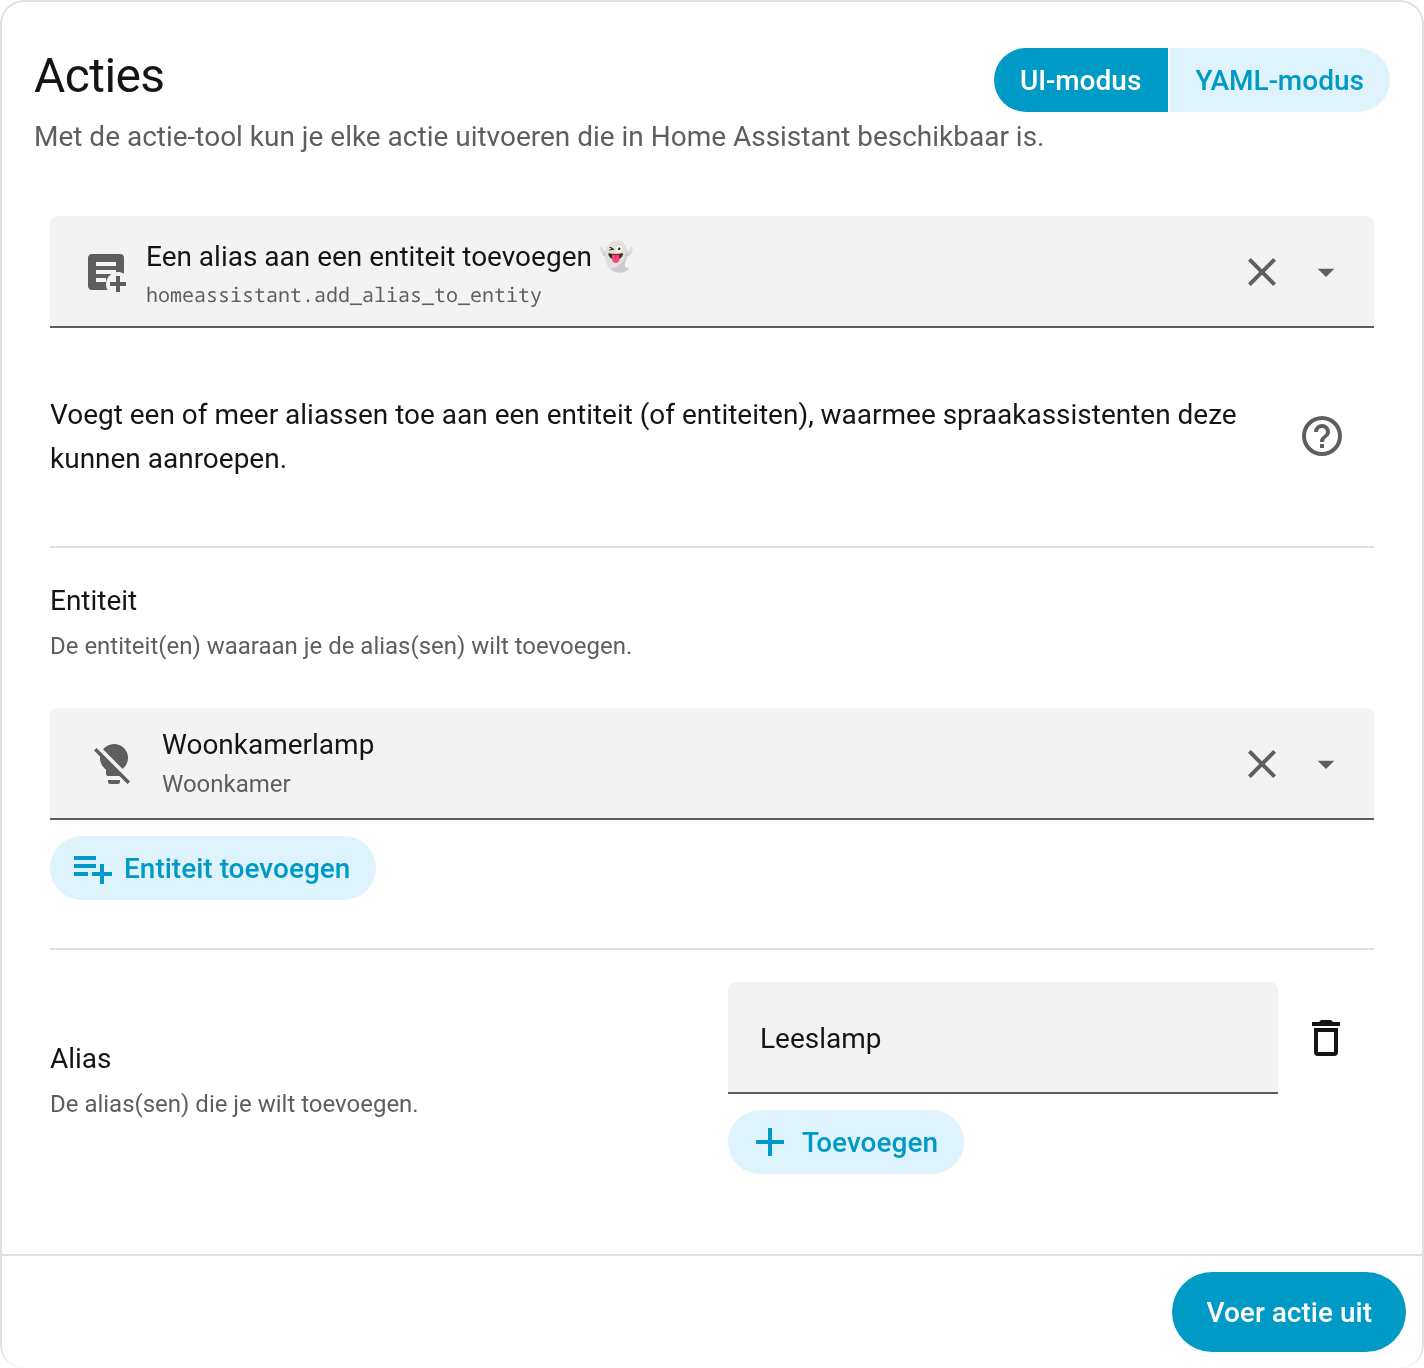 Acties
UI-modus
YAML-modus
Met de actie-tool kun je elke actie uitvoeren die in Home Assistant beschikbaar is.
Een alias aan een entiteit toevoegen 👻
homeassistant.add_alias_to_entity
Voegt een of meer aliassen toe aan een entiteit (of entiteiten), waarmee spraakassistenten deze
kunnen aanroepen.
Entiteit
De entiteit(en) waaraan je de alias(sen) wilt toevoegen.
Woonkamerlamp
Woonkamer
Entiteit toevoegen
Alias
De alias(sen) die je wilt toevoegen.
Leeslamp
Toevoegen
Voer actie uit